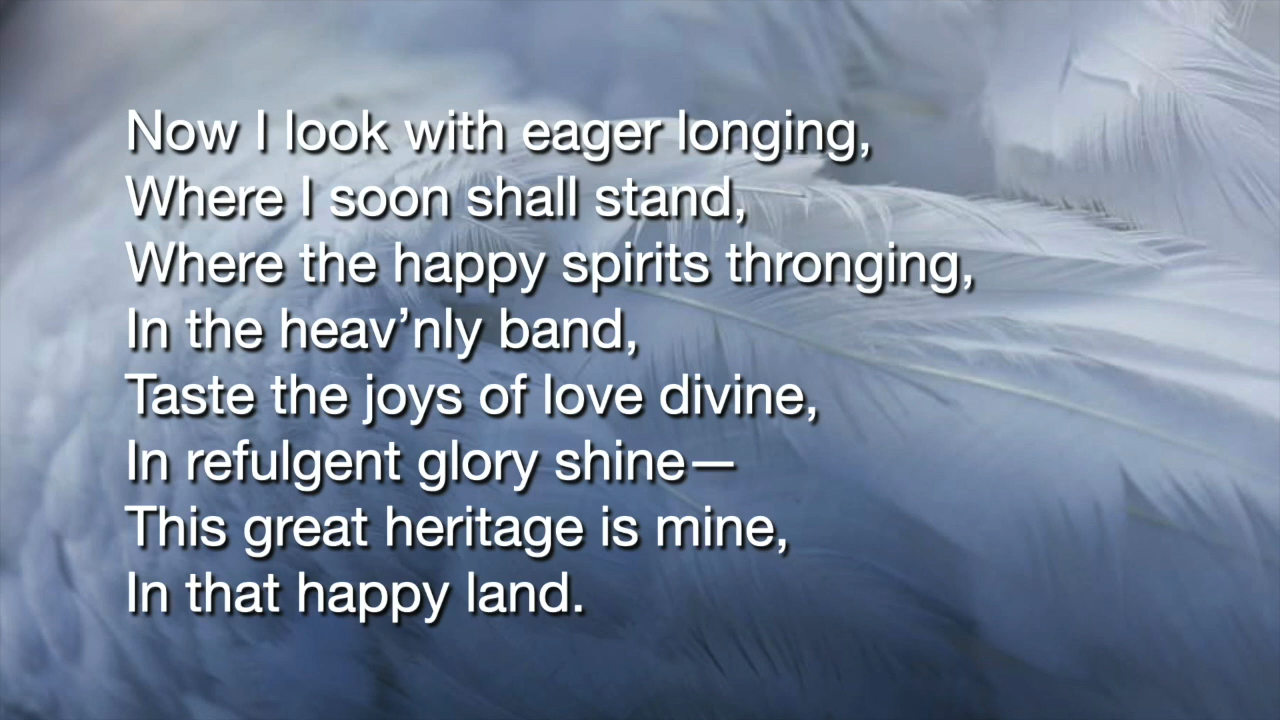 Now I look with eager longing,
Where I soon shall stand,
Where the happy spirits thronging,
In the heav’nly band,
Taste the joys of love divine,
In refulgent glory shine—
This great heritage is mine,
In that happy land.